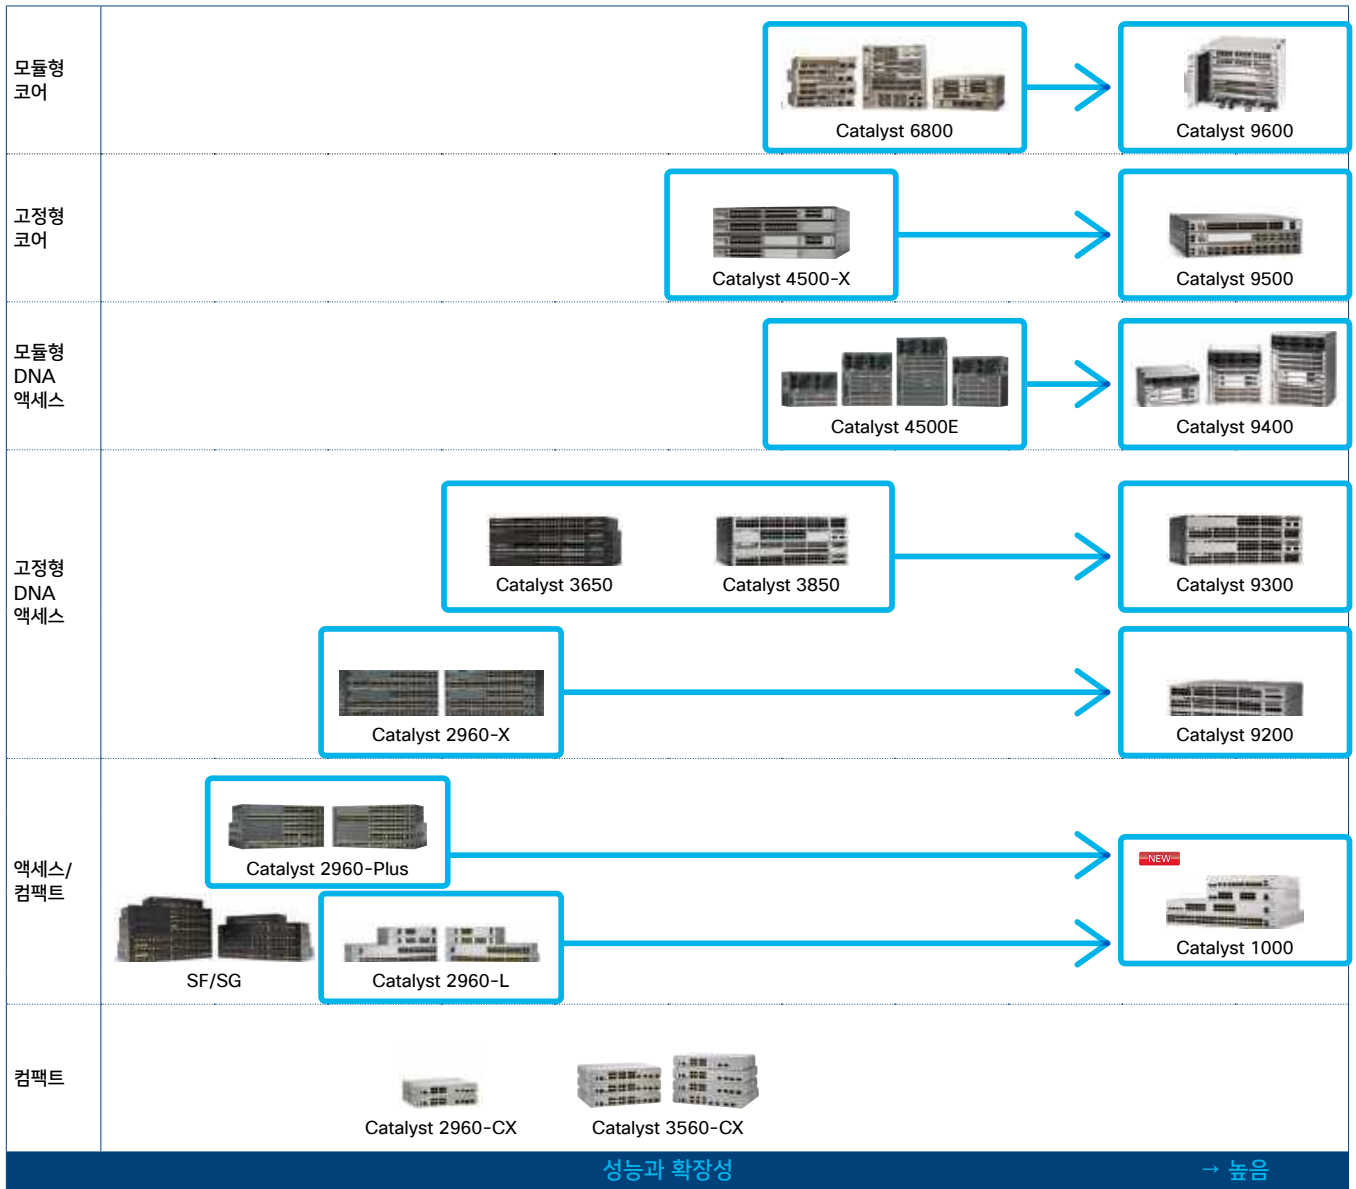 모듈형
코어
Catalyst 6800
Catalyst 9600
고정형
코어
Catalyst 4500-X
Catalyst 9500
모듈형
DNA
액세스
Catalyst 4500E
Catalyst 9400
고정형
DNA
액세스
Catalyst 3650
Catalyst 3850
Catalyst 9300
Catalyst 2960-X
Catalyst 9200
액세스/
컴팩트
Catalyst 2960-Plus
NEW
SF/SG
Catalyst 2960-L
Catalyst 1000
컴팩트
Catalyst 2960-CX
Catalyst 3560-CX
성능과 확장성
→ 높음